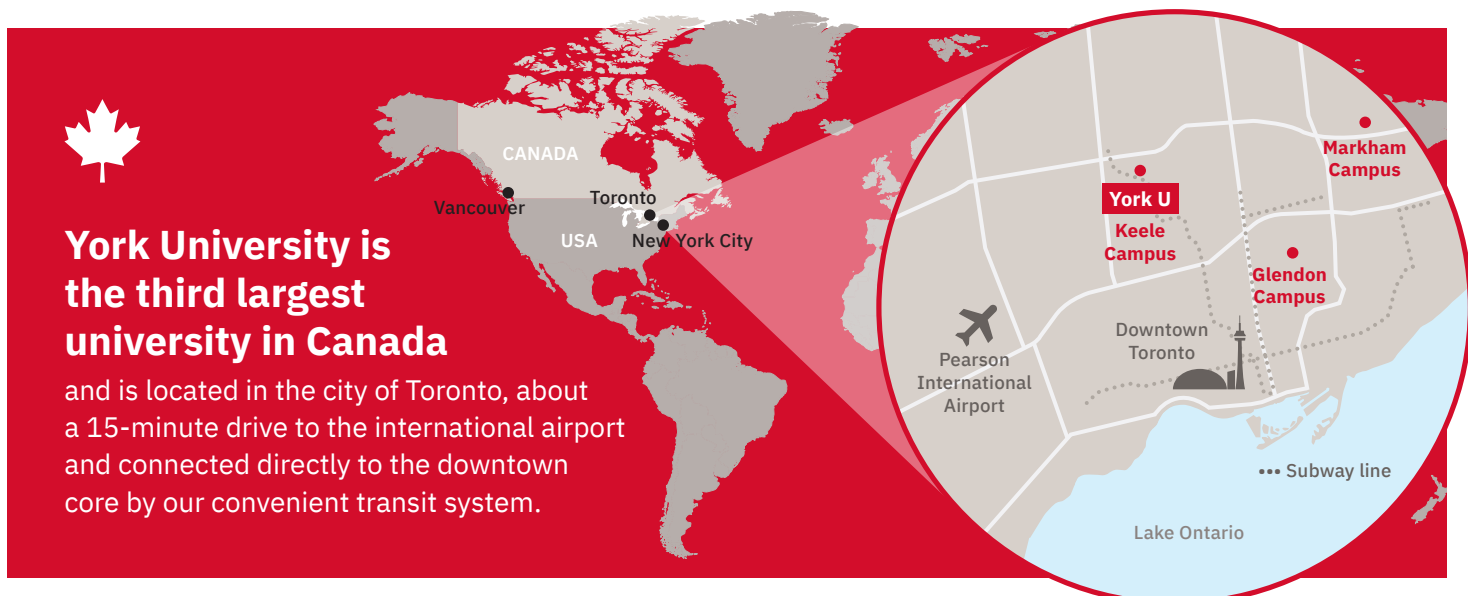 York University is
the third largest
university in Canada
and is located in the city of Toronto, about
a 15-minute drive to the international airport
and connected directly to the downtown
core by our convenient transit system.
CANADA
Vancouver
Toronto
USA
New York City
Markham
Campus
York U
Keele
Campus
Glendon
Campus
Downtown
Toronto
Pearson
International
Airport
••• Subway line
Lake Ontario